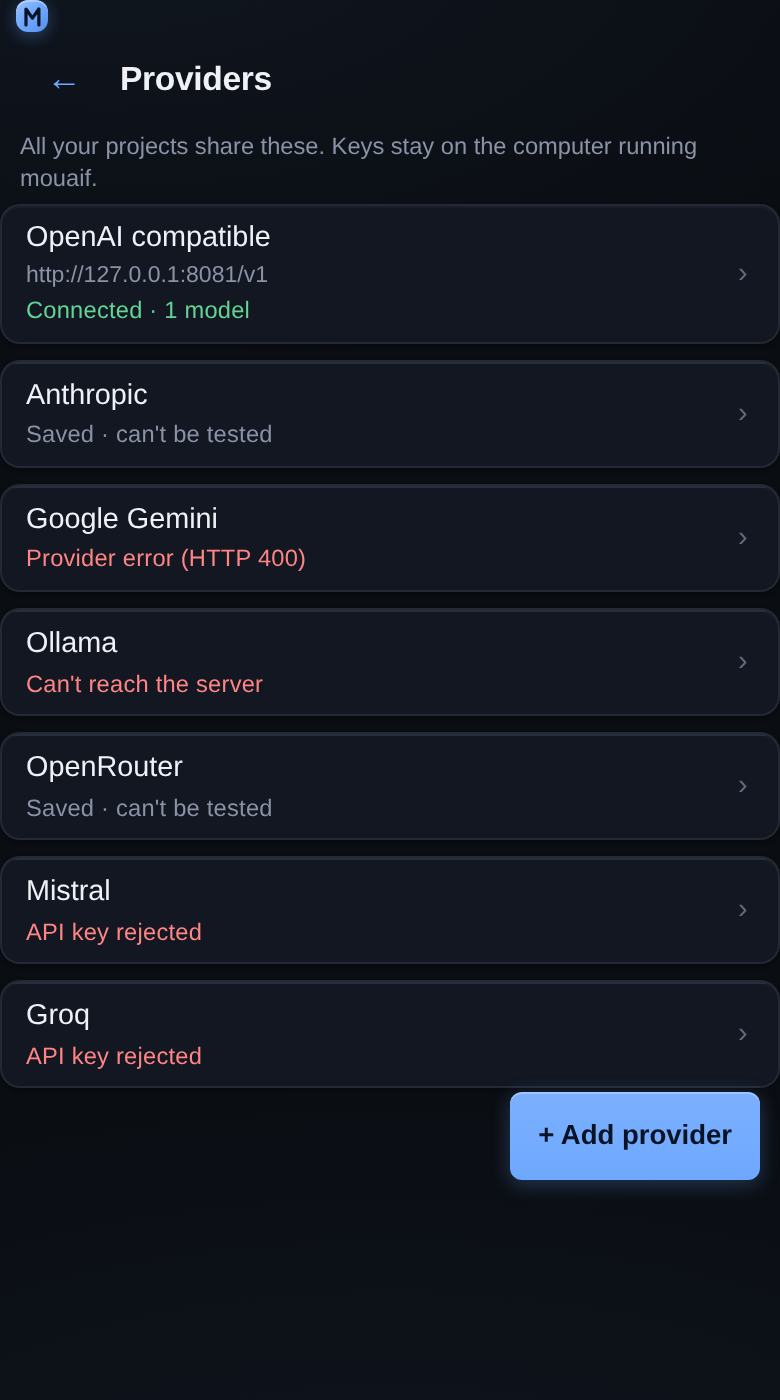 M
← Providers
All your projects share these. Keys stay on the computer running
mouaif.
OpenAI compatible
http://127.0.0.1:8081/v1
Connected · 1 model
›
Anthropic
Saved · can't be tested
›
Google Gemini
Provider error (HTTP 400)
›
Ollama
Can't reach the server
›
OpenRouter
Saved · can't be tested
›
Mistral
API key rejected
›
Groq
API key rejected
›
+ Add provider